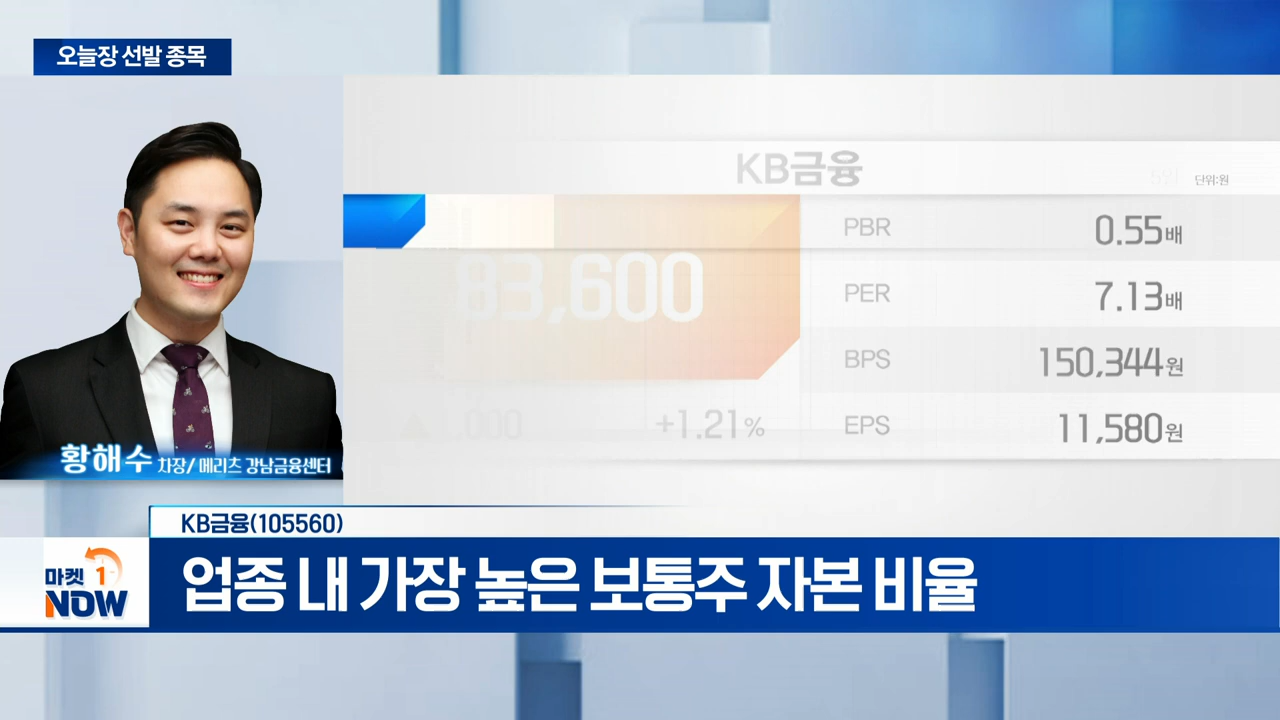 오늘장 선발 종목
KB금융
단위:원
83,600
000
+1.21%
PBR 0.55배
PER 7.13배
BPS 150,344원
EPS 11,580원
황해수 차장/ 메리츠 강남금융센터
KB금융(105560)
마켓 1 NOW
업종 내 가장 높은 보통주 자본 비율